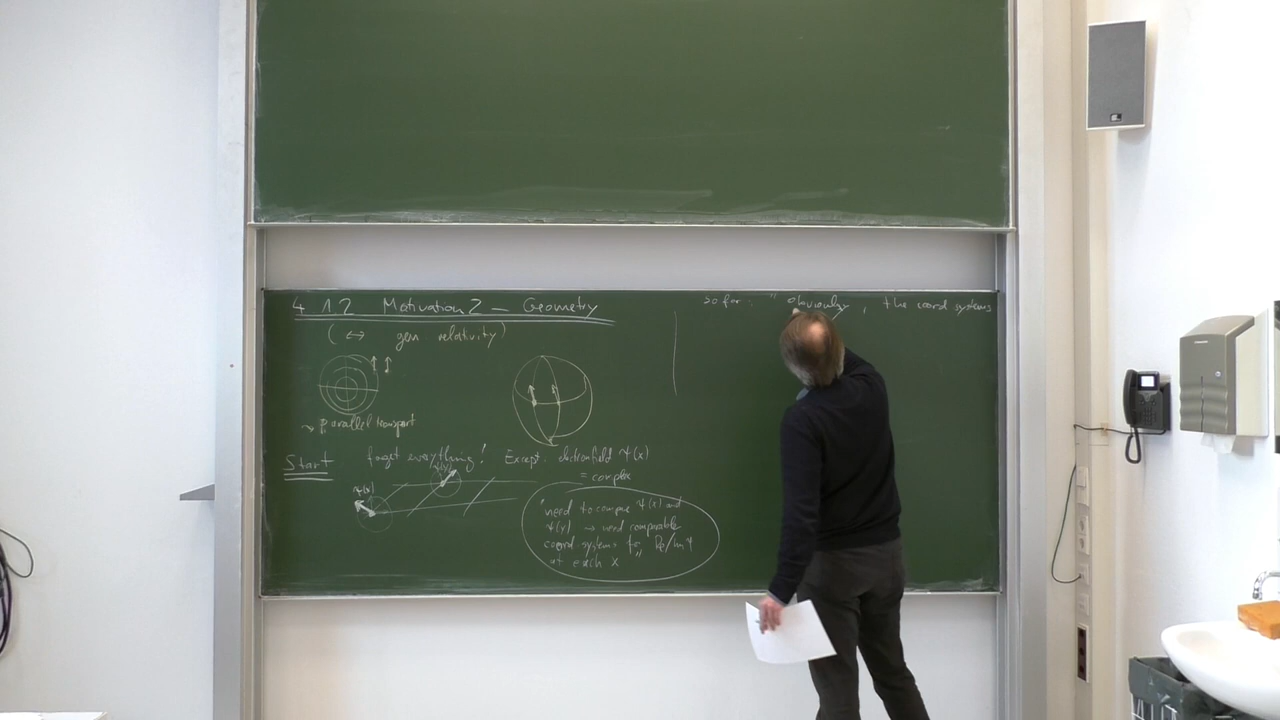 4.1.2 Motivation 2 – Geometry
(↔ gen relativity)
⇝ parallel transport
Start forget everything! Except: electronfield Ψ(x)
= complex
Ψ(x)
"need to compare Ψ(x) and
Ψ(x) → need comparable
coord. systems for Re/Im Ψ
at each x"
so far: "obviously, the coord systems